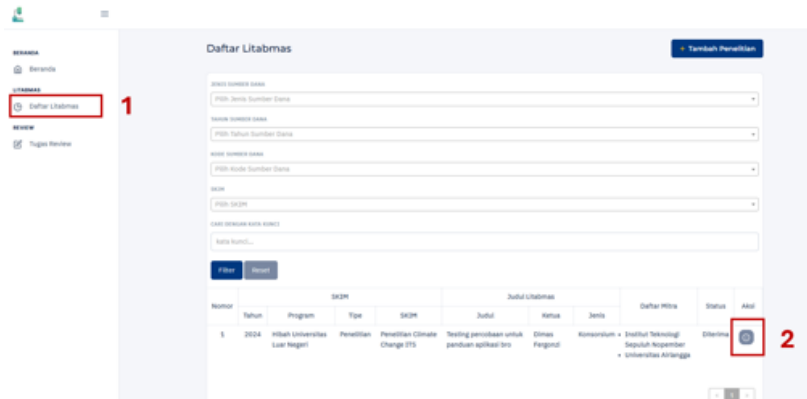 BERANDA
Beranda
LITABMAS
Daftar Litabmas
REVIEW
Tugas Review
1
Daftar Litabmas
+ Tambah Penelitian
JENIS SUMBER DANA
Pilih Jenis Sumber Dana
TAHUN SUMBER DANA
Pilih Tahun Sumber Dana
KODE SUMBER DANA
Pilih Kode Sumber Dana
SKIM
Pilih SKIM
CARI DENGAN KATA KUNCI
kata kunci...
Filter Reset
Nomor SKIM Judul Litabmas Daftar Mitra Status Aksi
Tahun Program Tipe SKIM Judul Ketua Jenis
1 2024 Hibah Universitas Penelitian Penelitian Climate Testing percobaan untuk Dimas Konsorsium • Institut Teknologi Diterima
Luar Negeri Change ITS panduan aplikasi bro Fergonzi Sepuluh Nopember
• Universitas Airlangga
2
1